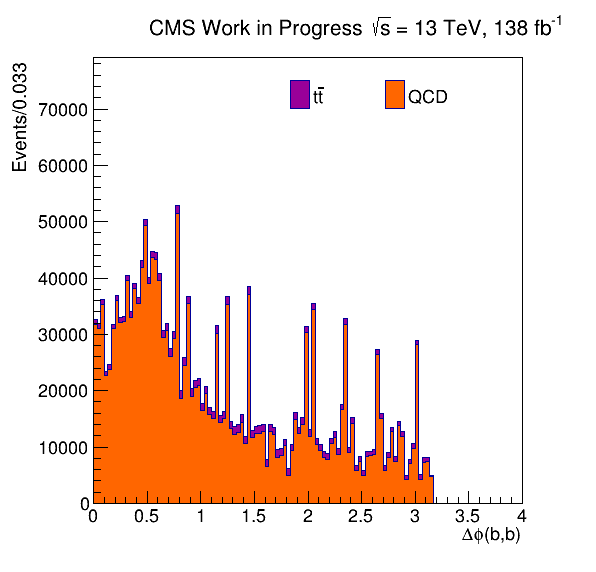 CMS Work in Progress √s = 13 TeV, 138 fb⁻¹
Events/0.033
tt̄
QCD
70000
60000
50000
40000
30000
20000
10000
0
0 0.5 1 1.5 2 2.5 3 3.5 4
Δϕ(b,b)